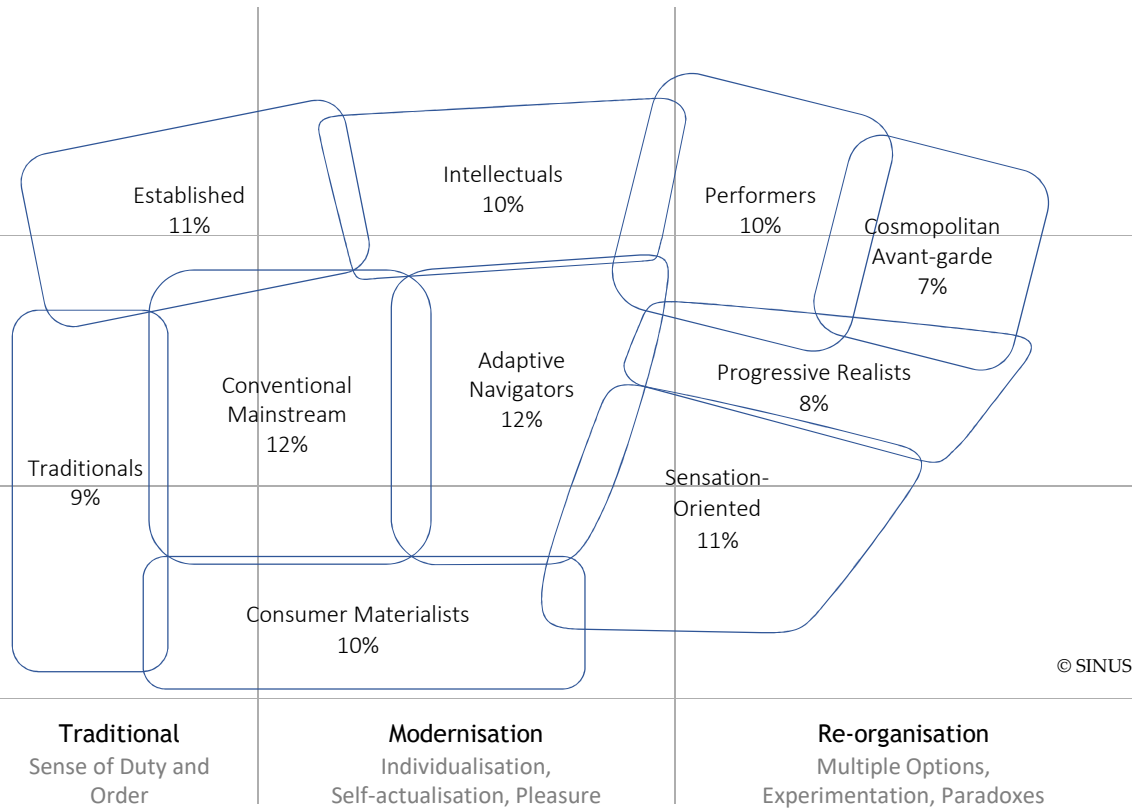 Established
11%
Intellectuals
10%
Performers
10%
Cosmopolitan
Avant-garde
7%
Conventional
Mainstream
12%
Adaptive
Navigators
12%
Progressive Realists
8%
Traditionals
9%
Sensation-
Oriented
11%
Consumer Materialists
10%
© SINUS
Traditional
Sense of Duty and
Order
Modernisation
Individualisation,
Self-actualisation, Pleasure
Re-organisation
Multiple Options,
Experimentation, Paradoxes